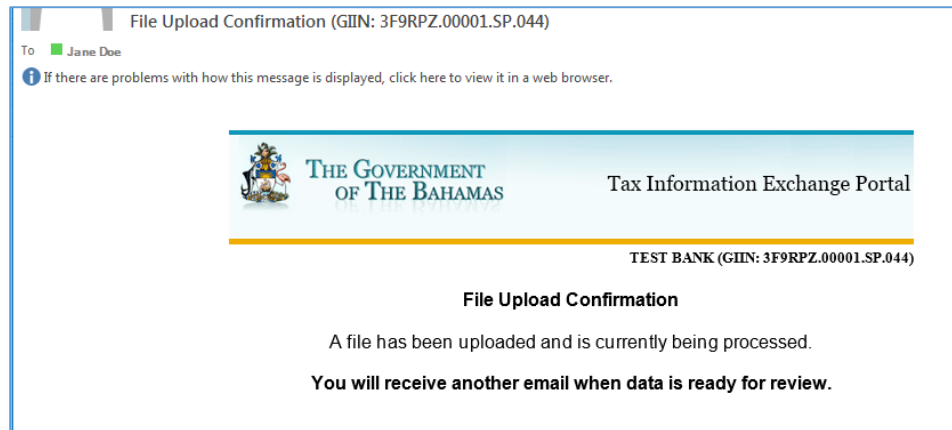 File Upload Confirmation (GIIN: 3F9RPZ.00001.SP.044)
To Jane Doe
If there are problems with how this message is displayed, click here to view it in a web browser.
THE GOVERNMENT
OF THE BAHAMAS
Tax Information Exchange Portal
TEST BANK (GIIN: 3F9RPZ.00001.SP.044)
File Upload Confirmation
A file has been uploaded and is currently being processed.
You will receive another email when data is ready for review.